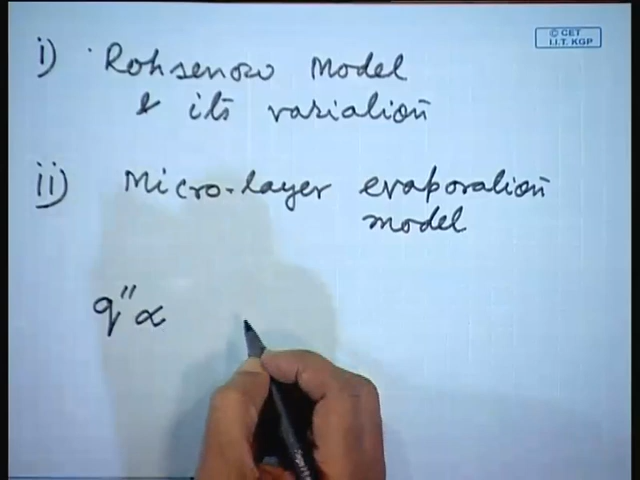 i) Rohsenow Model
& its variation
ii) Micro-layer evaporation
model
q'' ∝
© CET
I.I.T. KGP